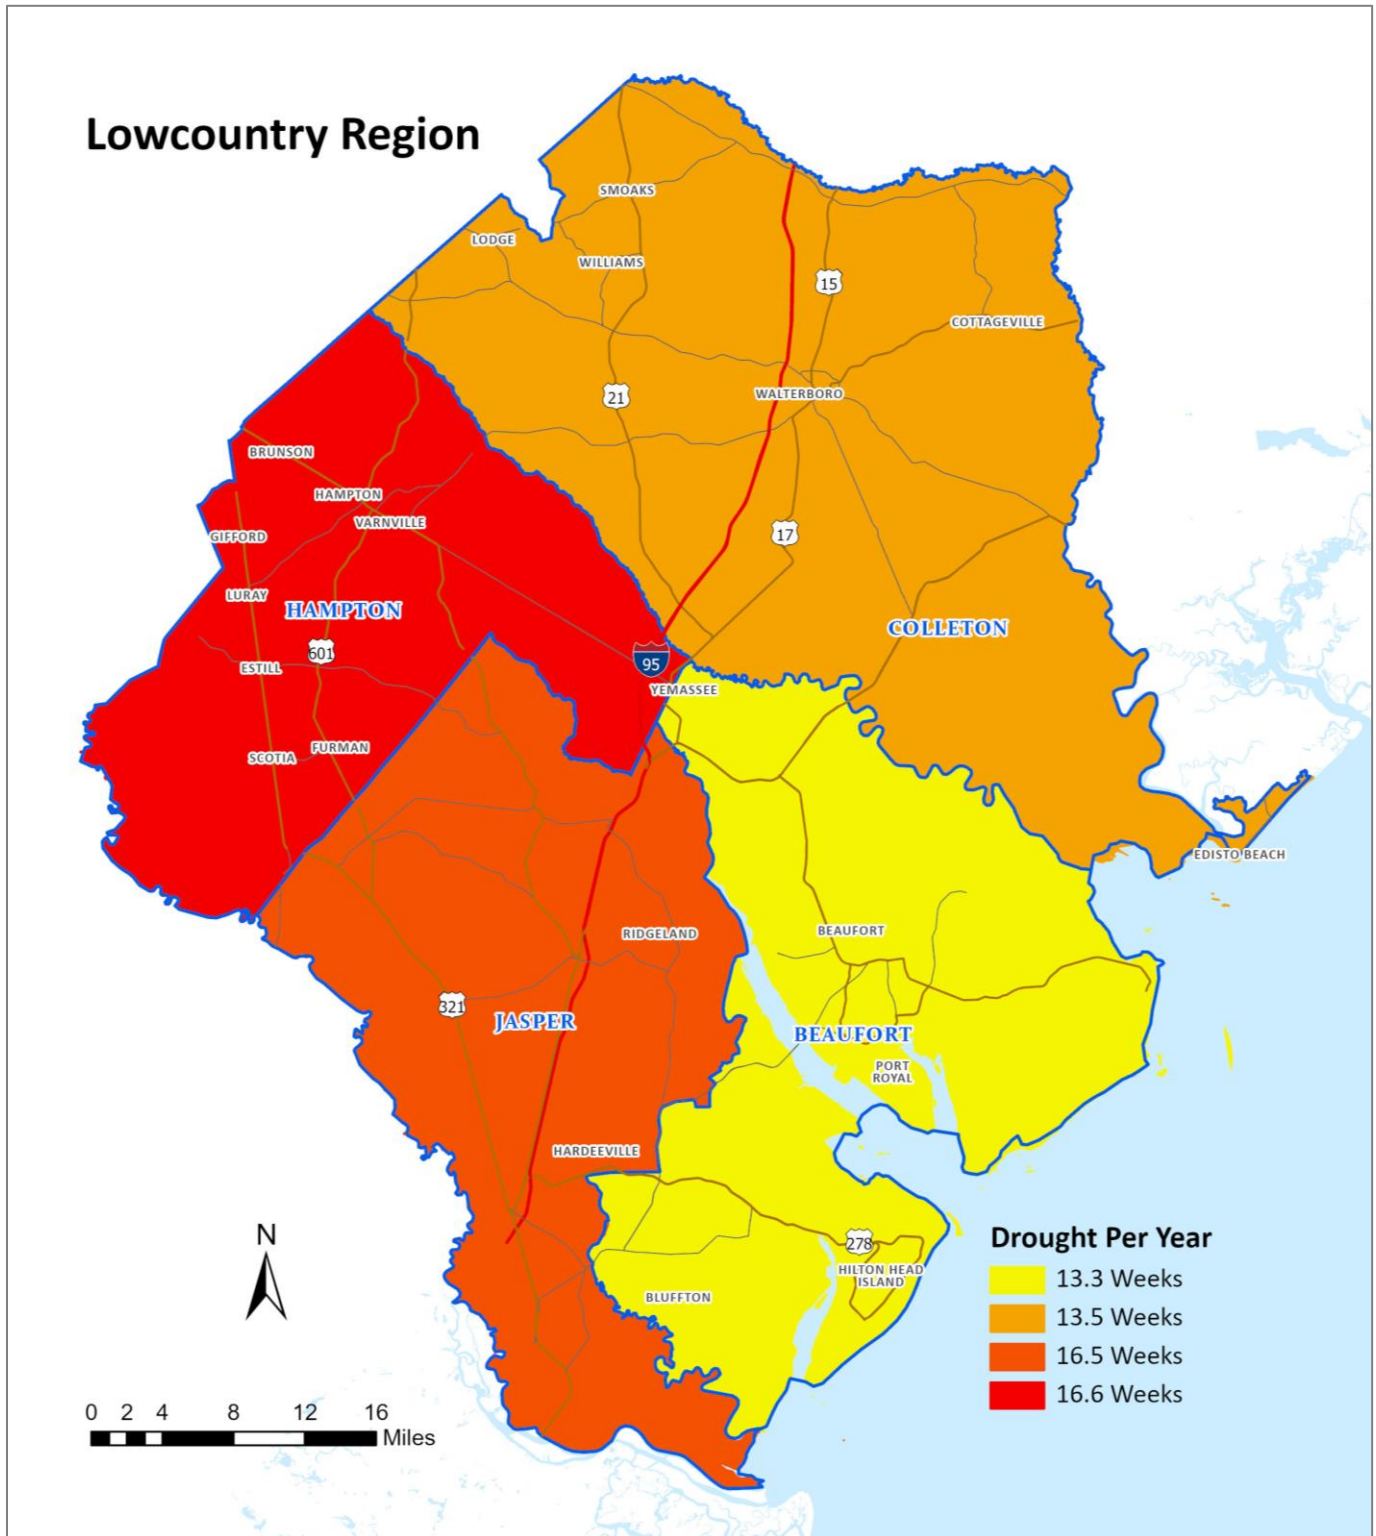 Lowcountry Region
SMOAKS
LODGE
WILLIAMS
15
COTTAGEVILLE
21
WALTERBORO
BRUNSON
HAMPTON
VARNVILLE
GIFFORD
17
LURAY
HAMPTON
COLLETON
601
95
ESTILL
YEMASSEE
FURMAN
SCOTIA
EDISTO BEACH
RIDGELAND
BEAUFORT
321
JASPER
BEAUFORT
PORT
ROYAL
HARDEEVILLE
N
278
HILTON HEAD
ISLAND
BLUFFTON
Drought Per Year
13.3 Weeks
13.5 Weeks
16.5 Weeks
16.6 Weeks
0 2 4 8 12 16
Miles